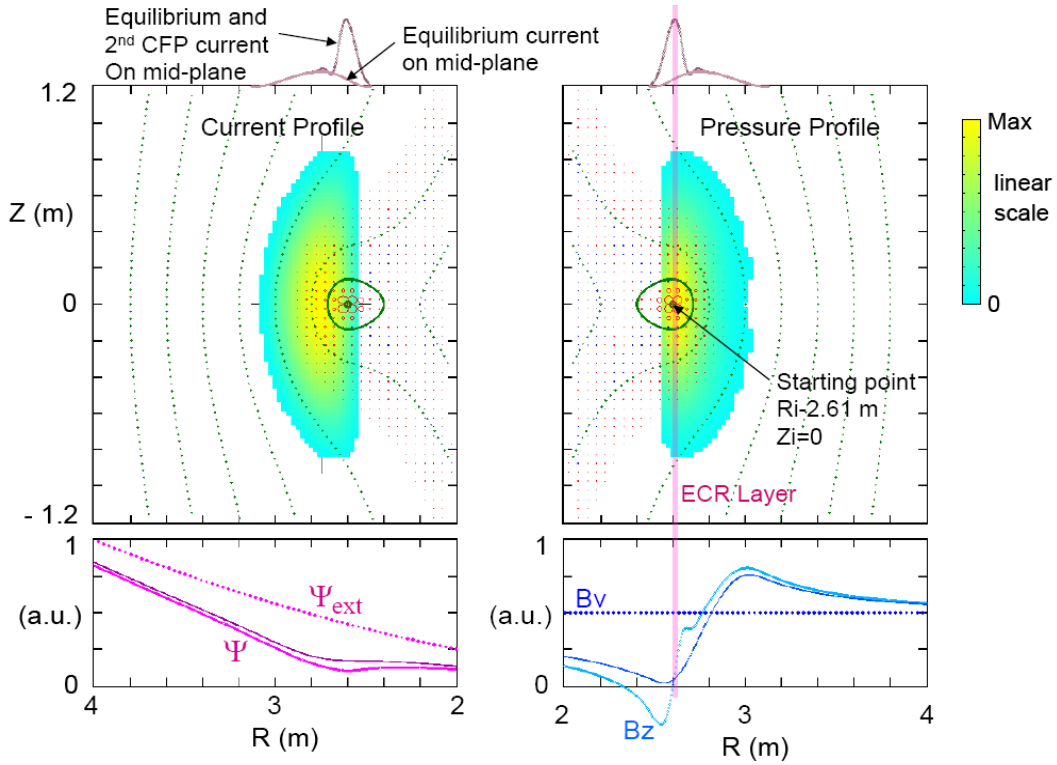 Equilibrium and
2nd CFP current
On mid-plane
Equilibrium current
on mid-plane
1.2
Current Profile
Pressure Profile
Max
linear
scale
0
Z (m)
0
Starting point
Ri-2.61 m
Zi=0
ECR Layer
- 1.2
1
Ψext
(a.u.)
Ψ
0
4
3
2
R (m)
1
Bv
(a.u.)
0
2
3
4
Bz
R (m)